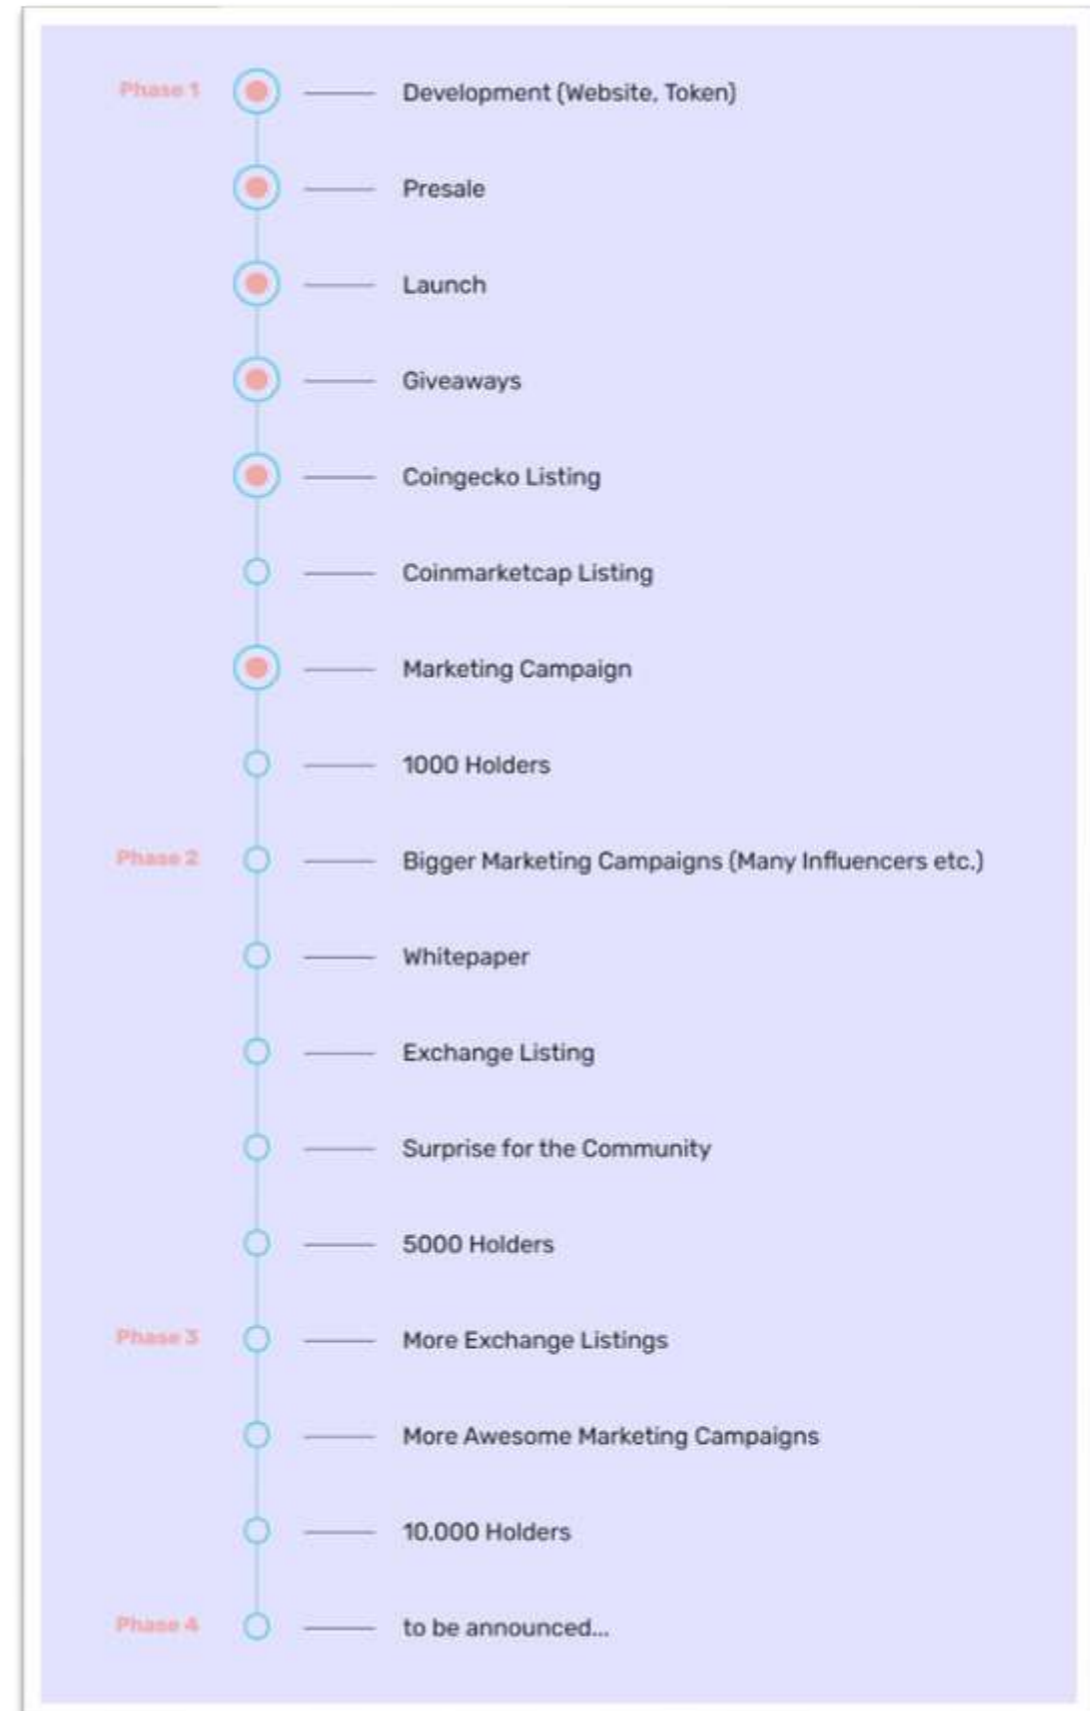 Phase 1 Development (Website, Token)
Presale
Launch
Giveaways
Coingecko Listing
Coinmarketcap Listing
Marketing Campaign
1000 Holders
Phase 2 Bigger Marketing Campaigns (Many Influencers etc.)
Whitepaper
Exchange Listing
Surprise for the Community
5000 Holders
Phase 3 More Exchange Listings
More Awesome Marketing Campaigns
10.000 Holders
Phase 4 to be announced...